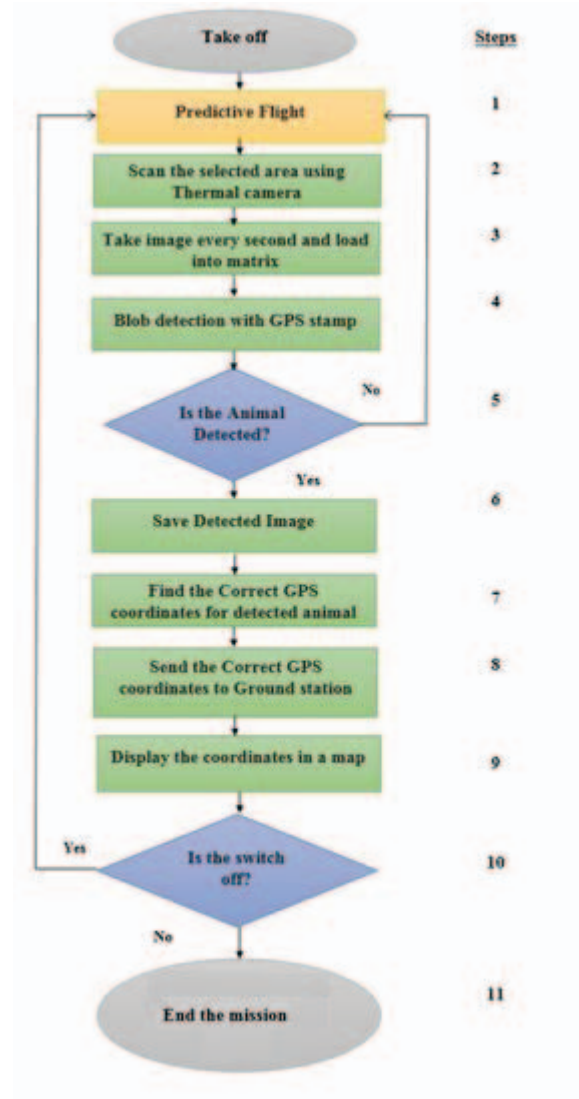 Take off
Steps
Predictive Flight
1
Scan the selected area using
Thermal camera
2
Take image every second and load
into matrix
3
Blob detection with GPS stamp
4
Is the Animal
Detected?
No
5
Yes
Save Detected Image
6
Find the Correct GPS
coordinates for detected animal
7
Send the Correct GPS
coordinates to Ground station
8
Display the coordinates in a map
9
Yes
Is the switch
off?
10
No
End the mission
11